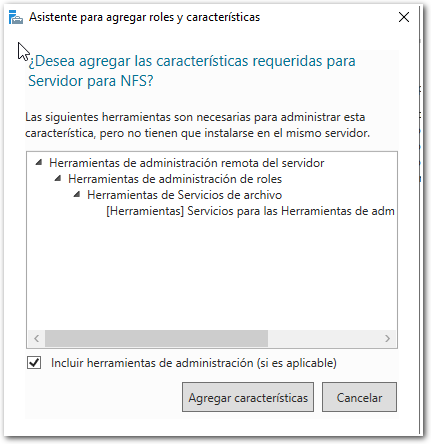 Asistente para agregar roles y características
¿Desea agregar las características requeridas para
Servidor para NFS?
Las siguientes herramientas son necesarias para administrar esta
característica, pero no tienen que instalarse en el mismo servidor.
Herramientas de administración remota del servidor
Herramientas de administración de roles
Herramientas de Servicios de archivo
[Herramientas] Servicios para las Herramientas de adm
Incluir herramientas de administración (si es aplicable)
Agregar características
Cancelar